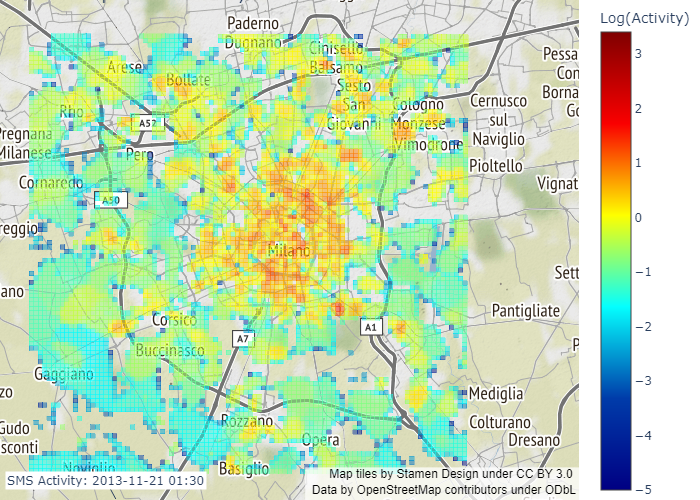 Log(Activity)
3
2
1
0
−1
−2
−3
−4
−5
Paderno
Dugnano
Cinisello
Balsamo
Arese
Bollate
Sesto
San
Giovanni
Cologno
Monzese
Cernusco
sul
Naviglio
Pessa
Con
Borna
Go
Rho
A52
Pregnana
Milanese
Pero
Vimodrone
Pioltello
Cornaredo
Vignat
A50
reggio
Milano
Sett
ano
Corsico
Pantigliate
A7
A1
Buccinasco
P
Gaggiano
zo
Mediglia
Rozzano
Colturano
Dresano
Gudo
sconti
Opera
Noviglio
Basiglio
SMS Activity: 2013-11-21 01:30
Map tiles by Stamen Design under CC BY 3.0
Data by OpenStreetMap contributors under ODbL